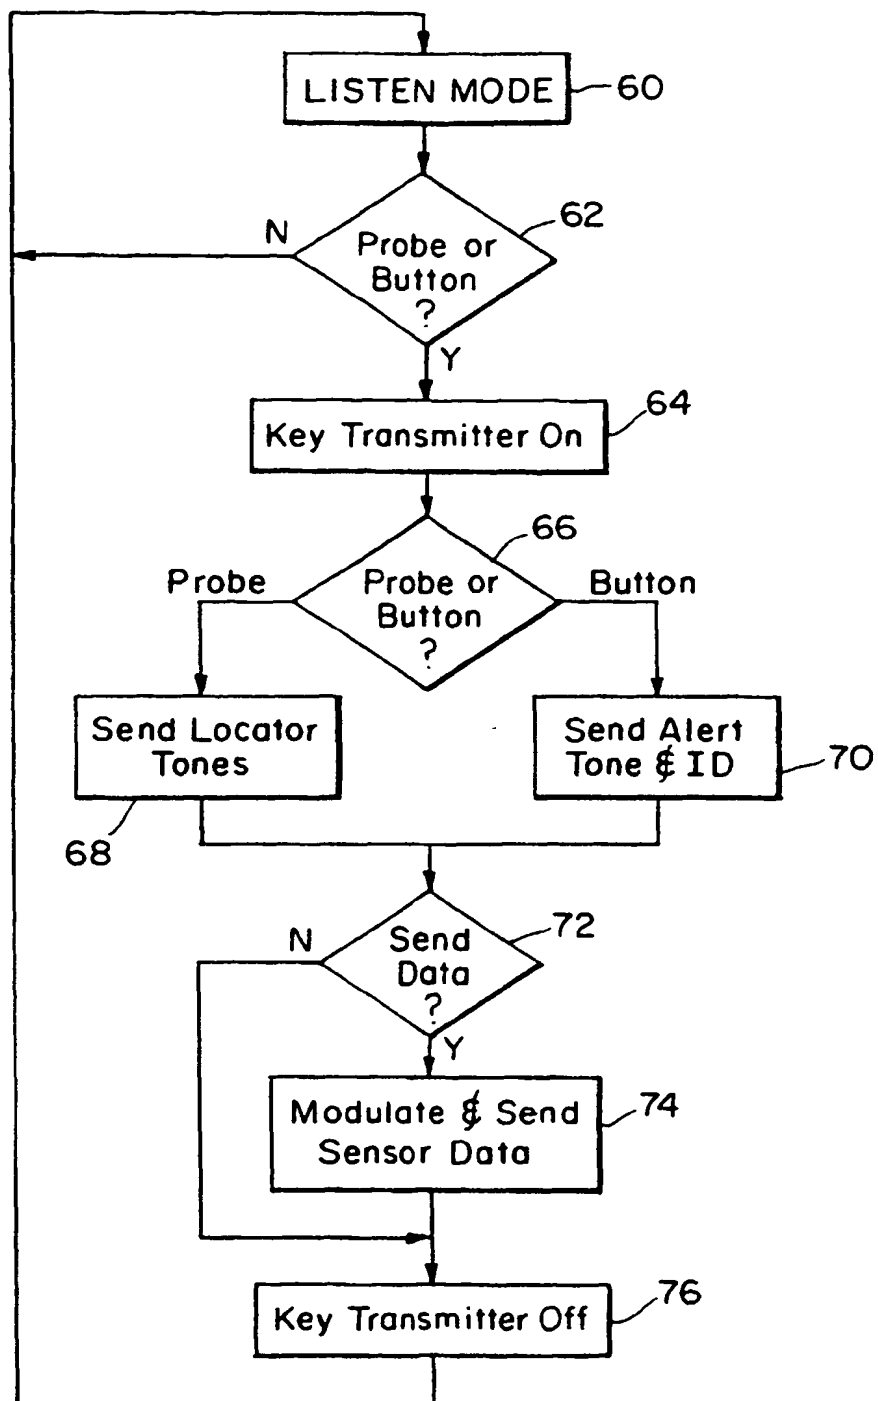 LISTEN MODE
60
62
N
Probe or
Button
?
Y
64
Key Transmitter On
66
Probe
Probe or
Button
?
Button
Send Locator
Tones
Send Alert
Tone & ID
70
68
72
N
Send
Data
?
Y
74
Modulate & Send
Sensor Data
76
Key Transmitter Off